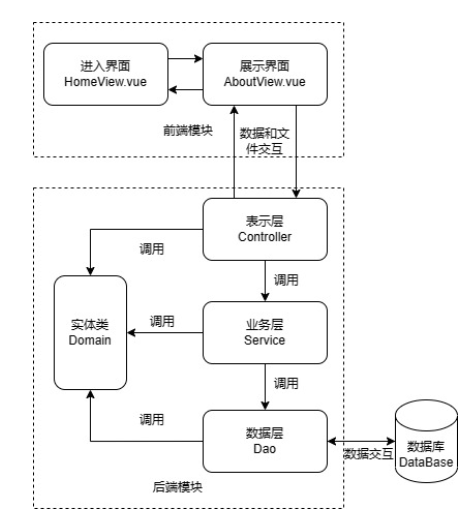 进入界面
HomeView.vue
展示界面
AboutView.vue
前端模块
数据和文
件交互
表示层
Controller
调用
调用
实体类
Domain
调用
业务层
Service
调用
调用
数据层
Dao
数据交互
数据库
DataBase
后端模块